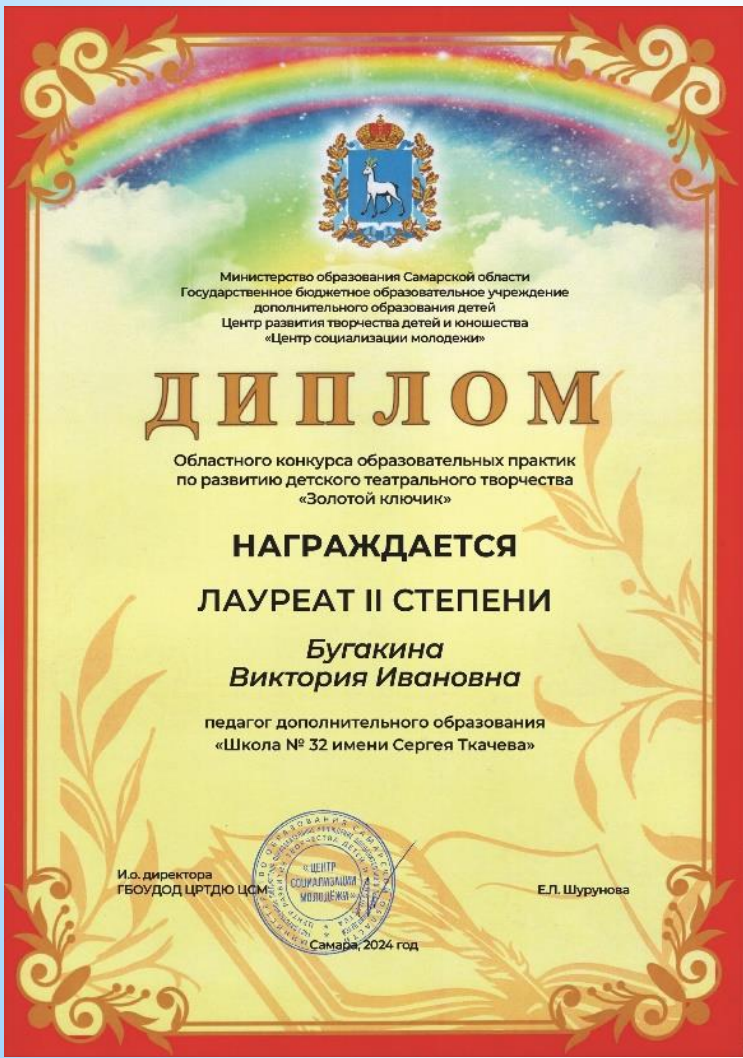 Министерство образования Самарской области
Государственное бюджетное образовательное учреждение
дополнительного образования детей
Центр развития творчества детей и юношества
«Центр социализации молодежи»
ДИПЛОМ
Областного конкурса образовательных практик
по развитию детского театрального творчества
«Золотой ключик»
НАГРАЖДАЕТСЯ
ЛАУРЕАТ II СТЕПЕНИ
Бугакина
Виктория Ивановна
педагог дополнительного образования
«Школа № 32 имени Сергея Ткачева»
И.о. директора
ГБОУДОД ЦРТДЮ ЦСМ
Е.Л. Шурунова
«ЦЕНТР
СОЦИАЛИЗАЦИИ
МОЛОДЕЖИ»
Самара, 2024 год